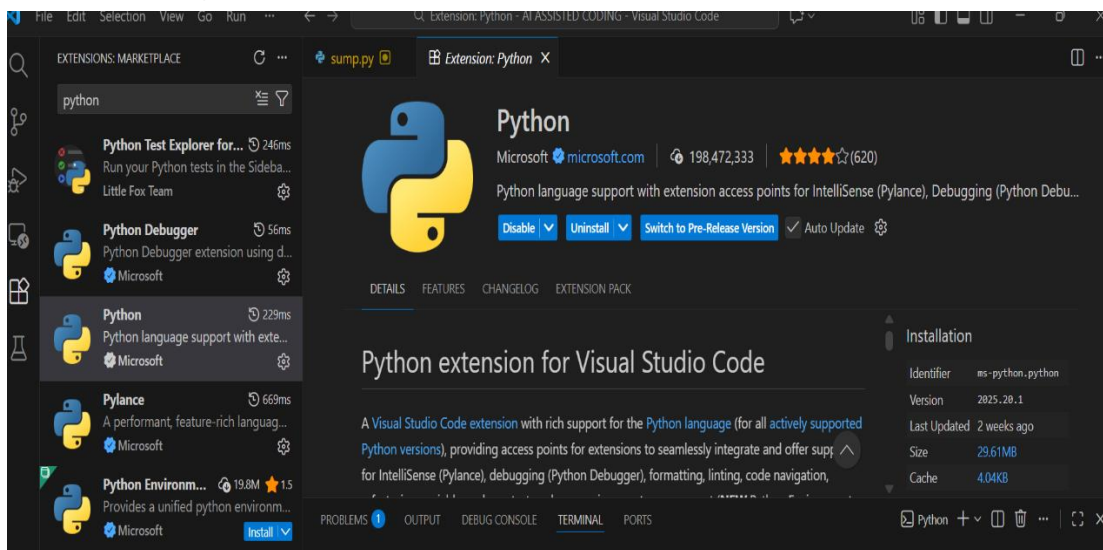 File Edit Selection View Go Run ···
Extension: Python - AI ASSISTED CODING - Visual Studio Code
EXTENSIONS: MARKETPLACE
python
Python Test Explorer for... 246ms
Run your Python tests in the Sideba...
Little Fox Team
Python Debugger 56ms
Python Debugger extension using d...
Microsoft
Python 229ms
Python language support with exte...
Microsoft
Pylance 669ms
A performant, feature-rich languag...
Microsoft
Python Environm... 19.8M 1.5
Provides a unified python environm...
Microsoft
Install
sump.py
Extension: Python
Python
Microsoft microsoft.com 198,472,333 (620)
Python language support with extension access points for IntelliSense (Pylance), Debugging (Python Debu...
Disable Uninstall Switch to Pre-Release Version Auto Update
DETAILS FEATURES CHANGELOG EXTENSION PACK
Python extension for Visual Studio Code
A Visual Studio Code extension with rich support for the Python language (for all actively supported
Python versions), providing access points for extensions to seamlessly integrate and offer supp
for IntelliSense (Pylance), debugging (Python Debugger), formatting, linting, code navigation,
Installation
Identifier ms-python.python
Version 2025.20.1
Last Updated 2 weeks ago
Size 29.61MB
Cache 4.04KB
PROBLEMS 1 OUTPUT DEBUG CONSOLE TERMINAL PORTS
Python